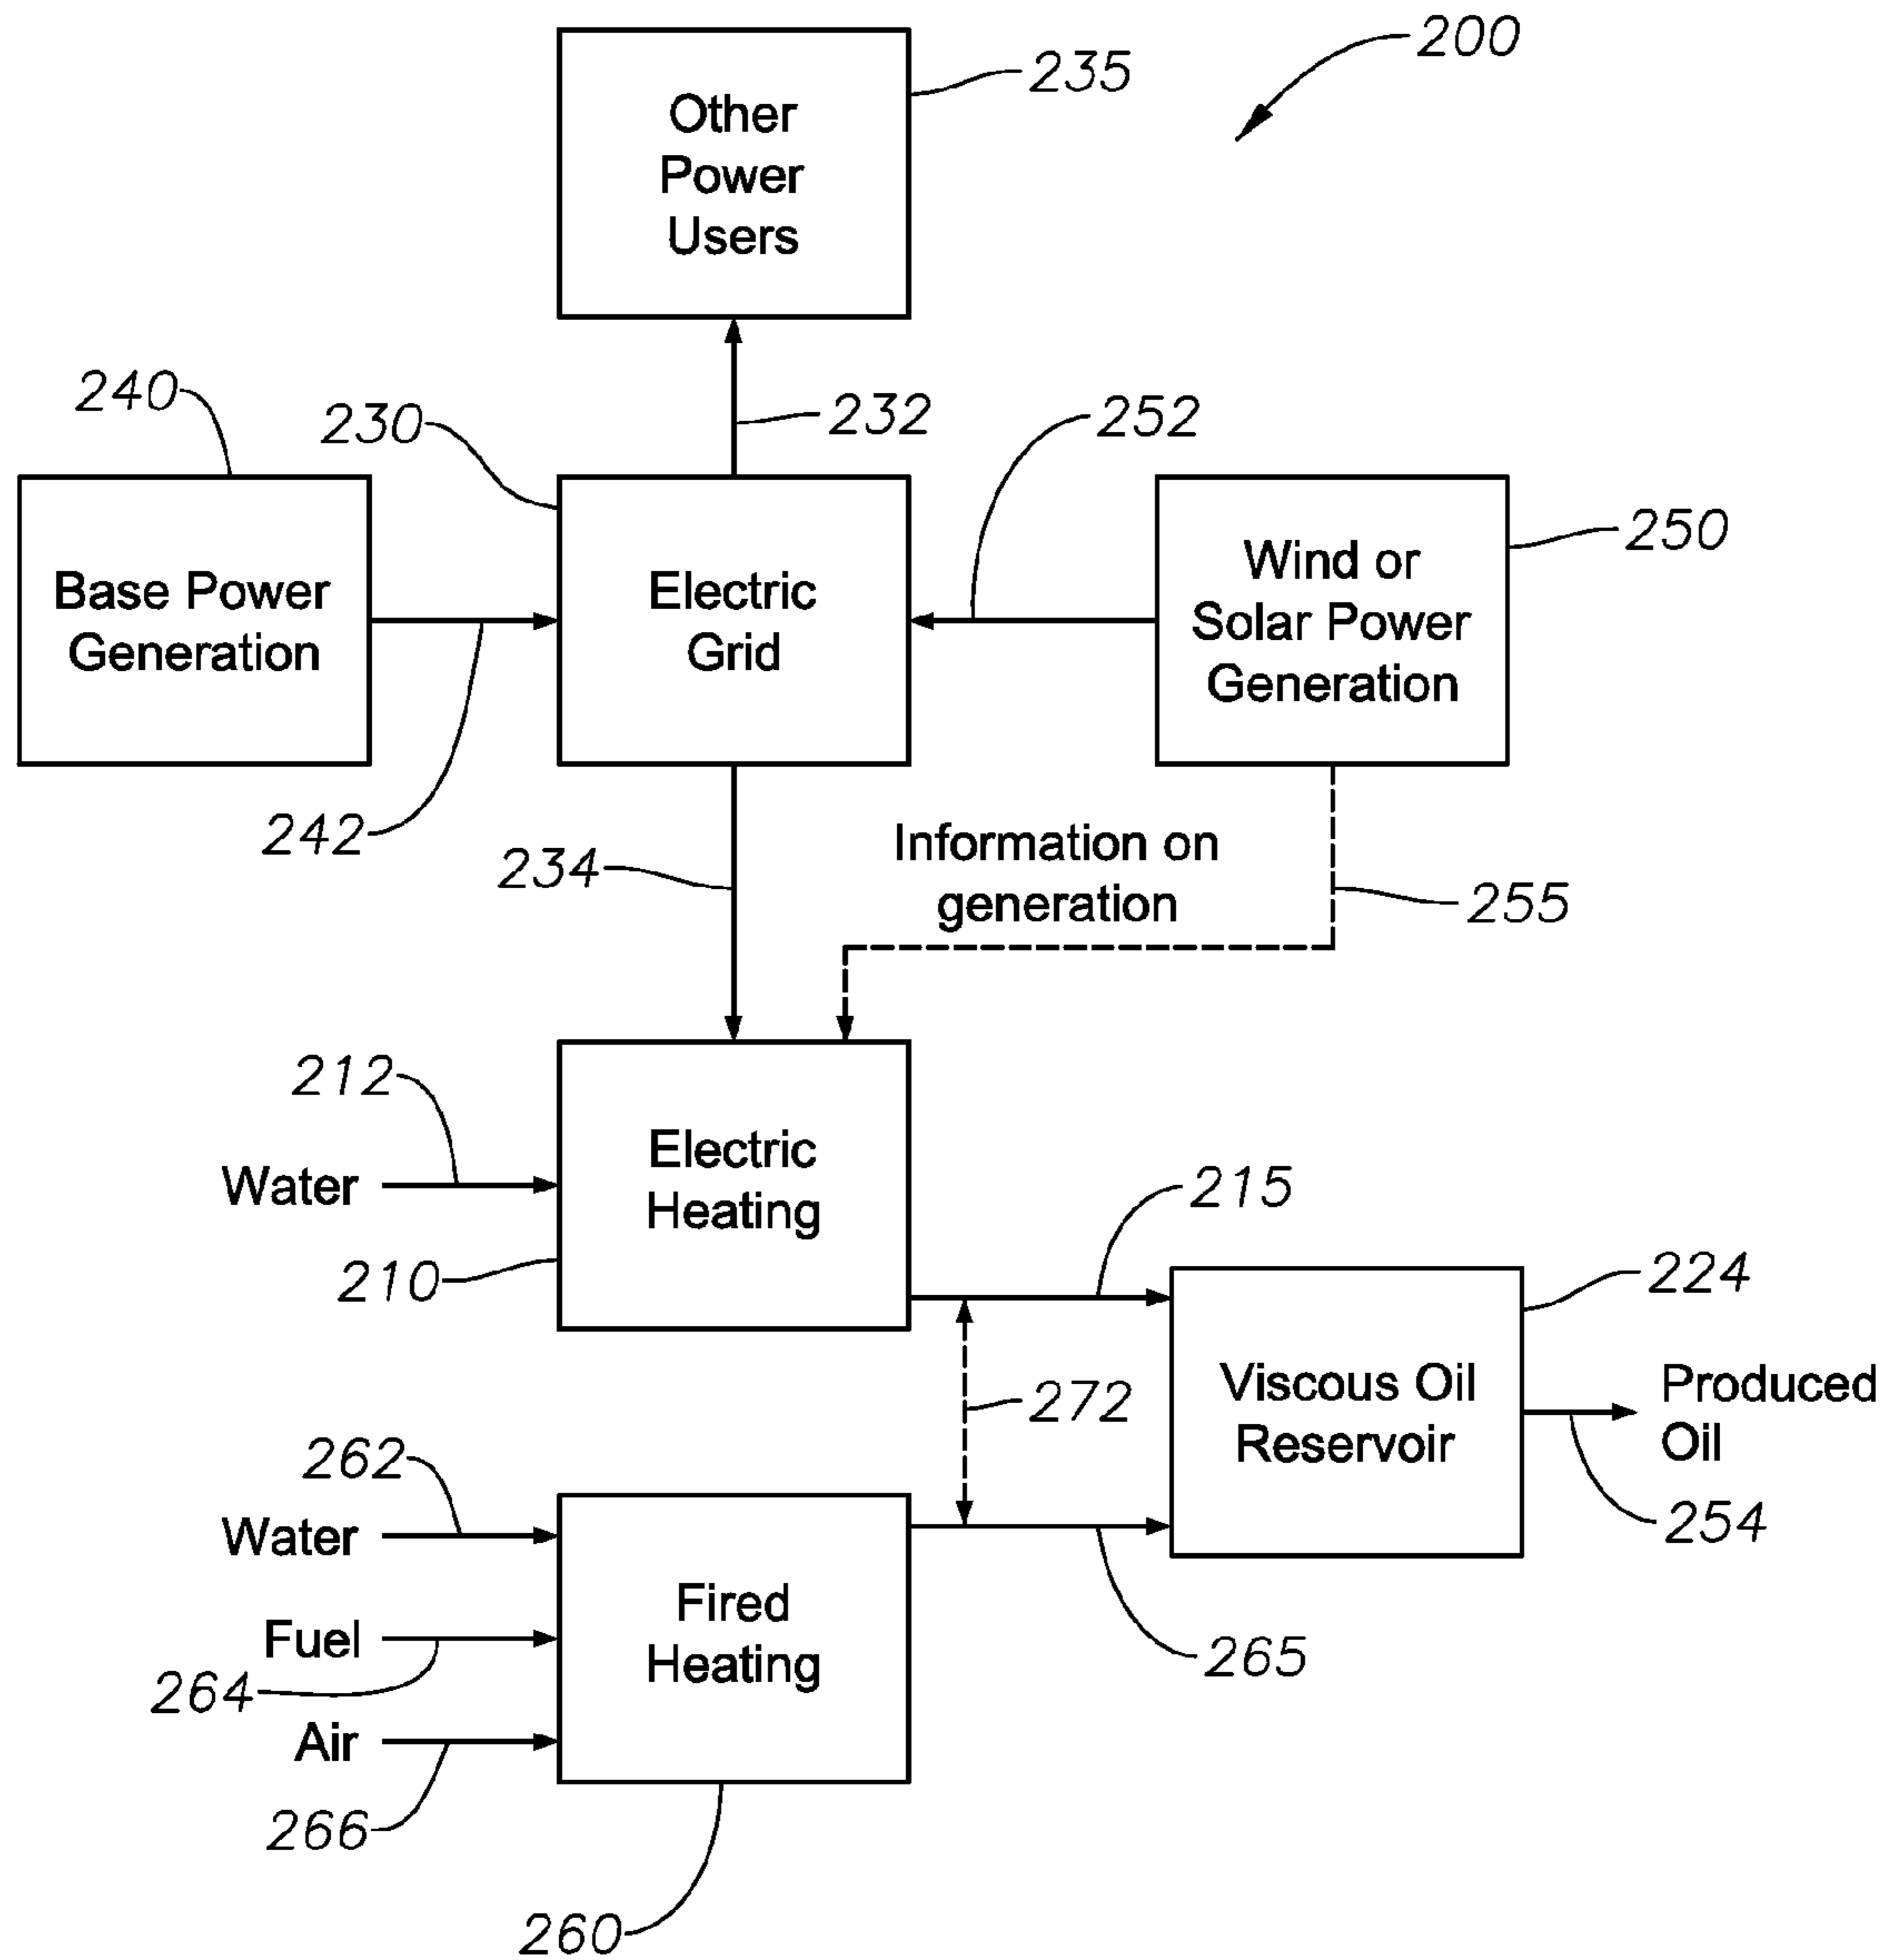 200
Other
Power
Users
235
240
230
232
252
Base Power
Generation
Electric
Grid
Wind or
Solar Power
Generation
250
242
234
Information on
generation
255
212
Water
Electric
Heating
210
215
224
Viscous Oil
Reservoir
Produced
Oil
254
272
262
Water
Fuel
264
Air
266
Fired
Heating
265
260